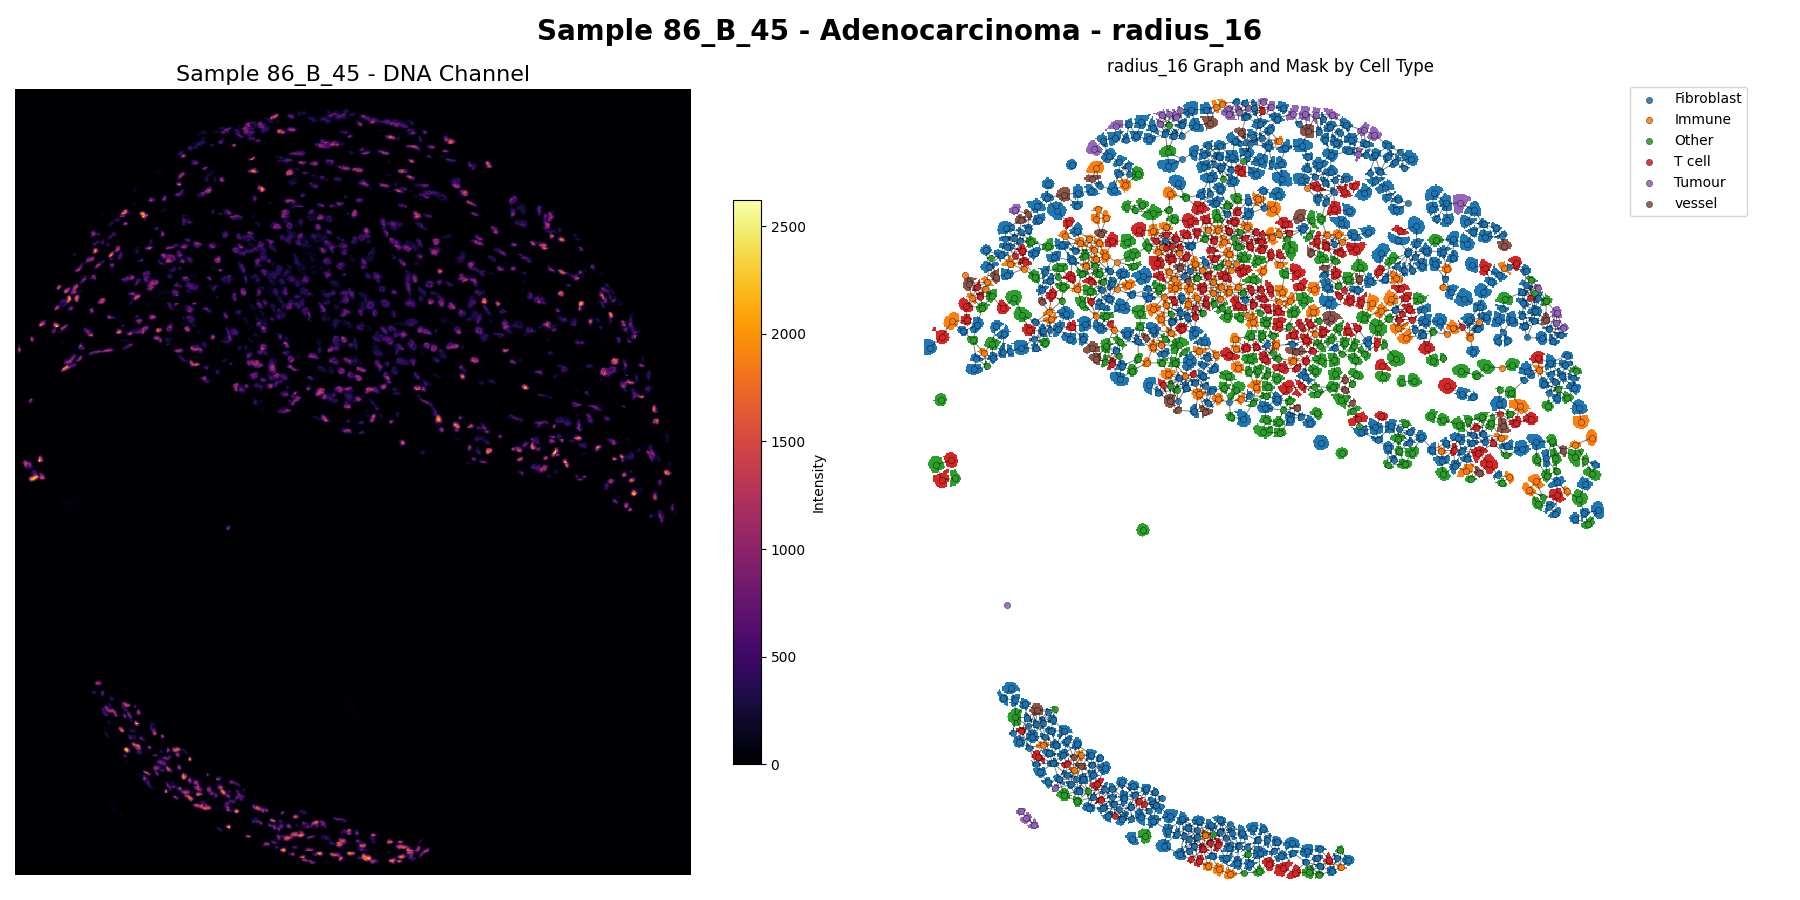 Sample 86_B_45 - Adenocarcinoma - radius_16
Sample 86_B_45 - DNA Channel
radius_16 Graph and Mask by Cell Type
Fibroblast
Immune
Other
T cell
Tumour
vessel
2500
2000
1500
1000
500
0
Intensity